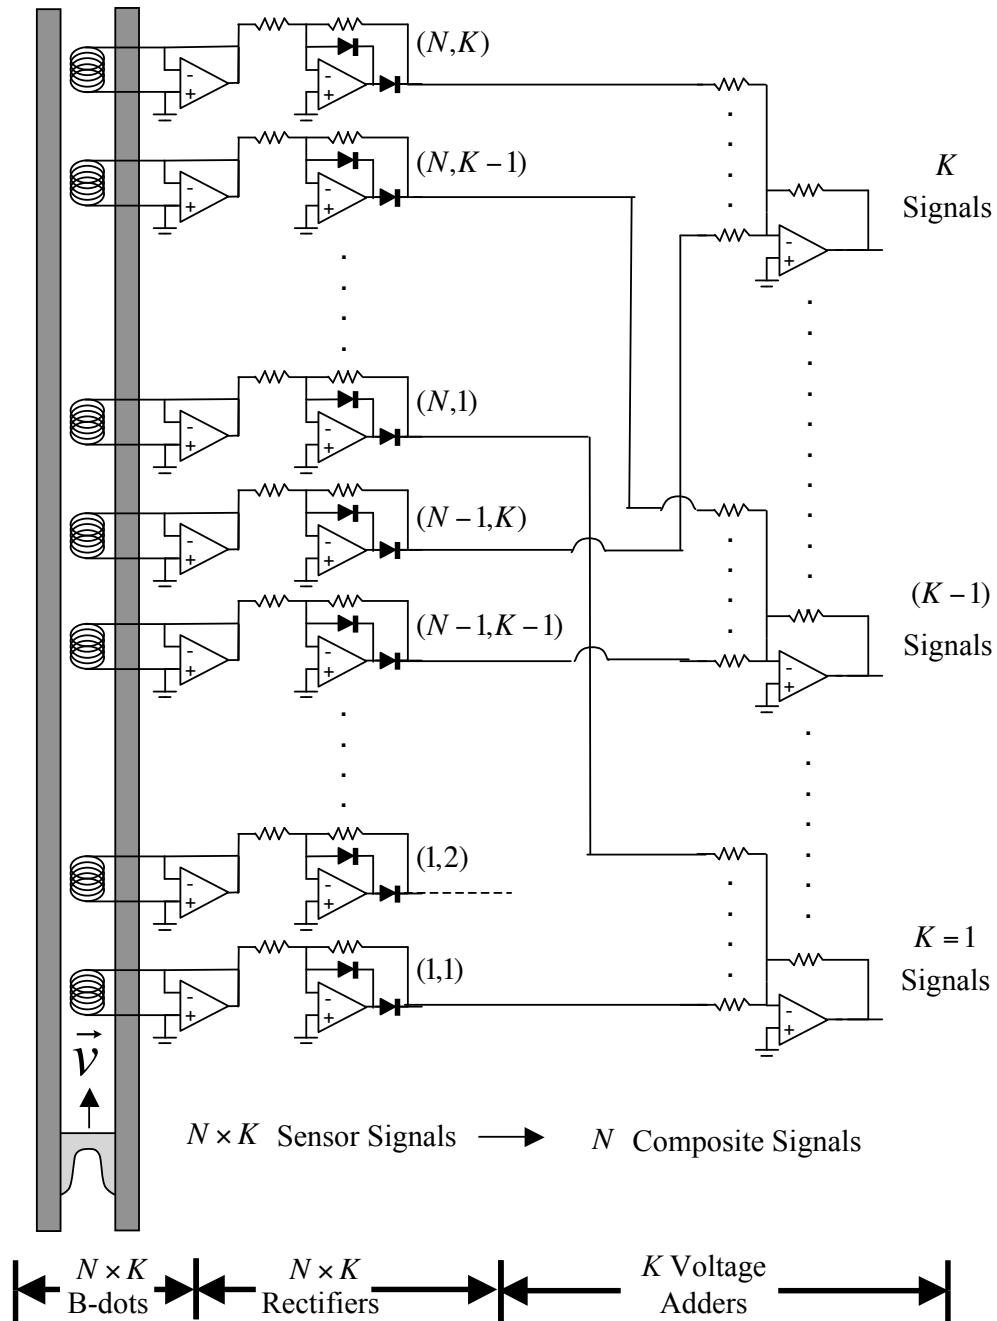 (N,K)
(N,K−1)
K
Signals
(N,1)
(N−1,K)
(N−1,K−1)
(K−1)
Signals
(1,2)
(1,1)
K=1
Signals
v
N×K Sensor Signals → N Composite Signals
N×K
B-dots
N×K
Rectifiers
K Voltage
Adders